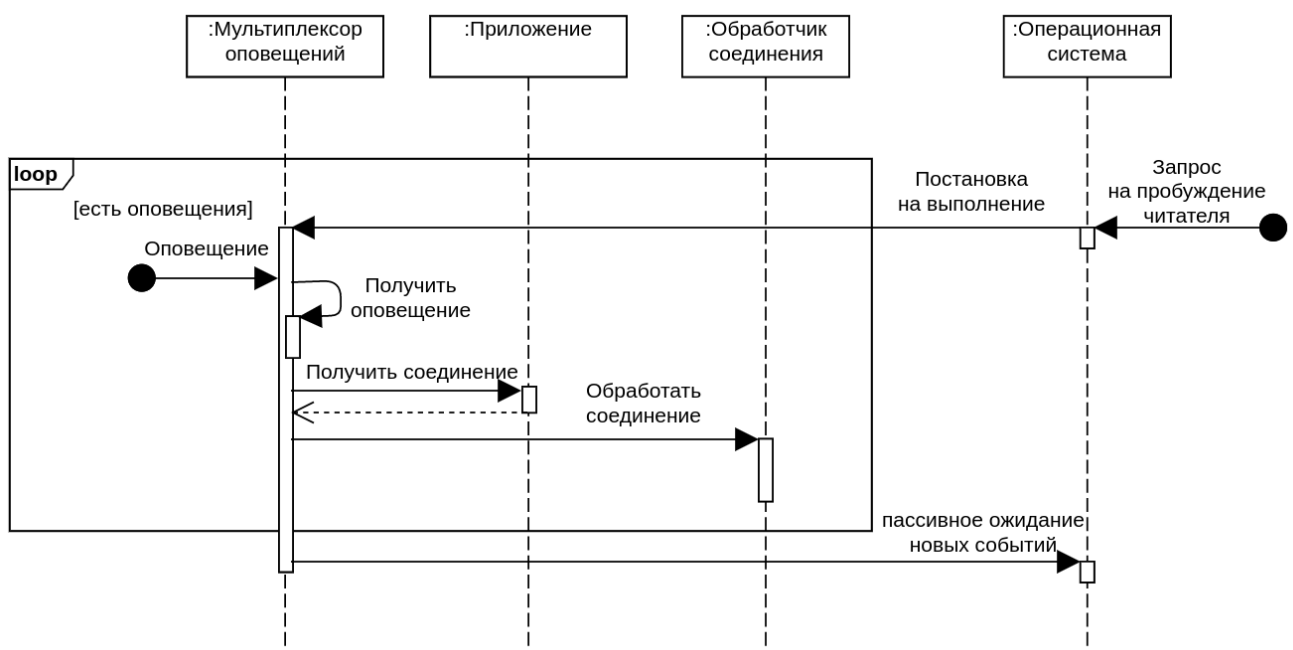 :Мультиплексор
оповещений
:Приложение
:Обработчик
соединения
:Операционная
система
loop
[есть оповещения]
Постановка
на выполнение
Запрос
на пробуждение
читателя
Оповещение
Получить
оповещение
Получить соединение
Обработать
соединение
пассивное ожидание
новых событий